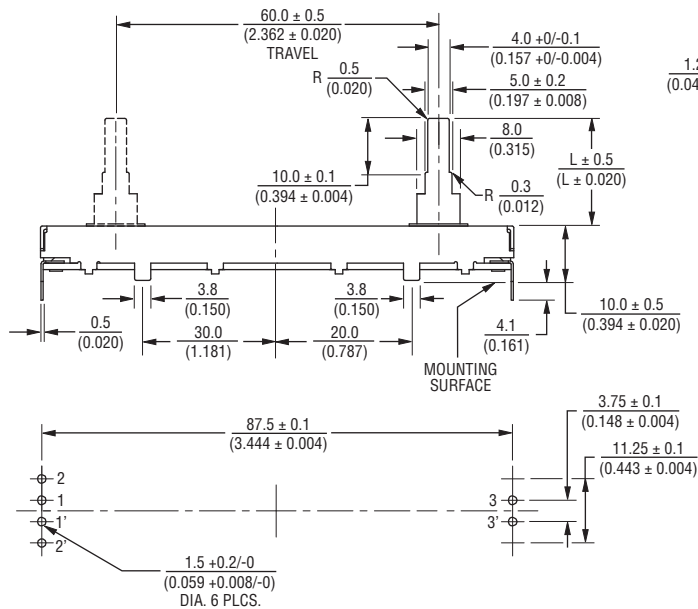 60.0 ± 0.5
(2.362 ± 0.020)
TRAVEL
4.0 +0/-0.1
(0.157 +0/-0.004)
R 0.5
(0.020)
5.0 ± 0.2
(0.197 ± 0.008)
8.0
(0.315)
L ± 0.5
(L ± 0.020)
10.0 ± 0.1
(0.394 ± 0.004)
R 0.3
(0.012)
3.8
(0.150)
3.8
(0.150)
10.0 ± 0.5
(0.394 ± 0.020)
0.5
(0.020)
30.0
(1.181)
20.0
(0.787)
4.1
(0.161)
MOUNTING
SURFACE
87.5 ± 0.1
(3.444 ± 0.004)
3.75 ± 0.1
(0.148 ± 0.004)
11.25 ± 0.1
(0.443 ± 0.004)
2
1
1'
2'
3
3'
1.5 +0.2/-0
(0.059 +0.008/-0)
DIA. 6 PLCS.